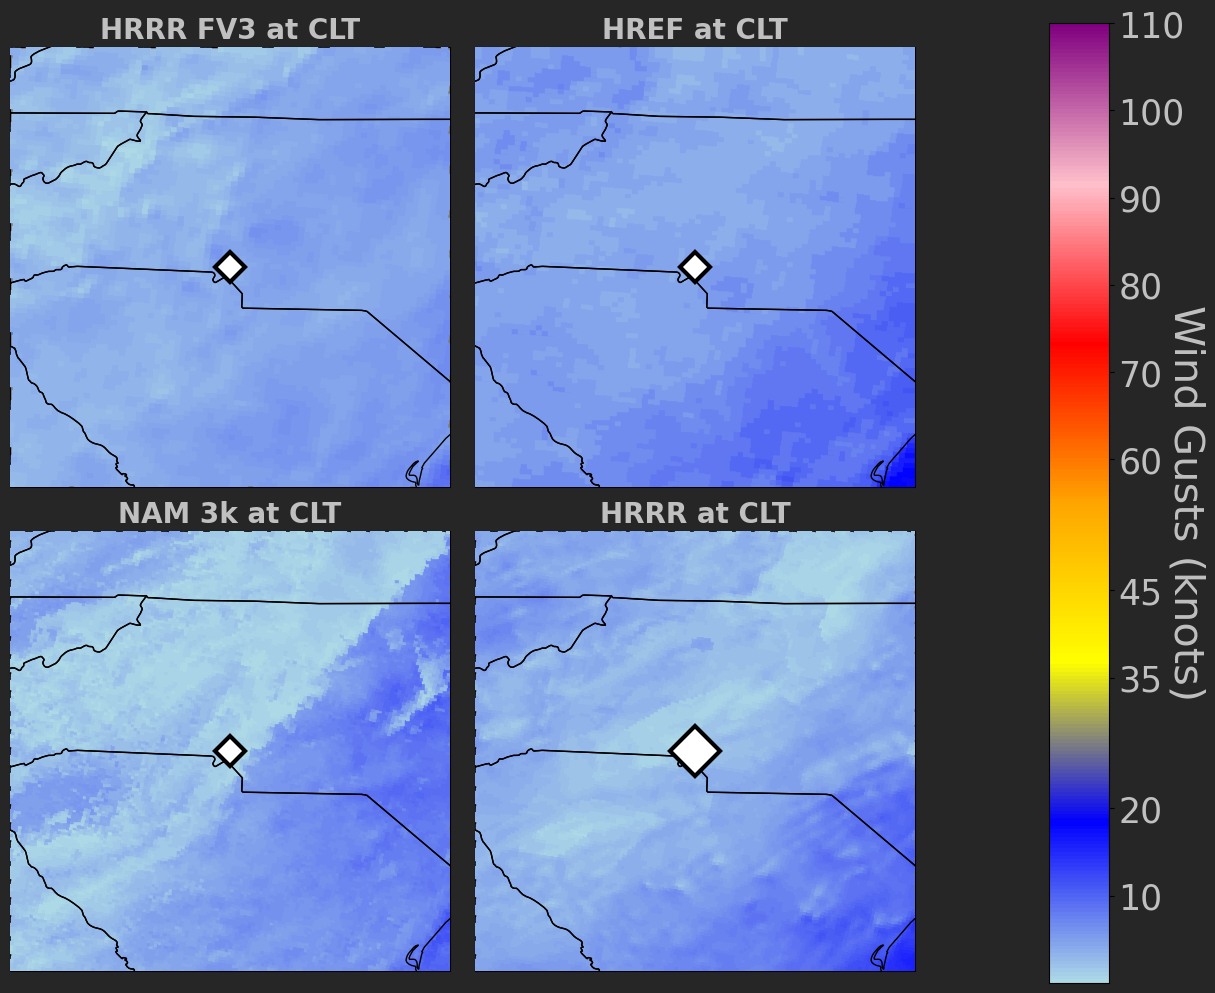 HRRR FV3 at CLT
HREF at CLT
NAM 3k at CLT
HRRR at CLT
110
100
90
80
70
60
45
35
20
10
Wind Gusts (knots)